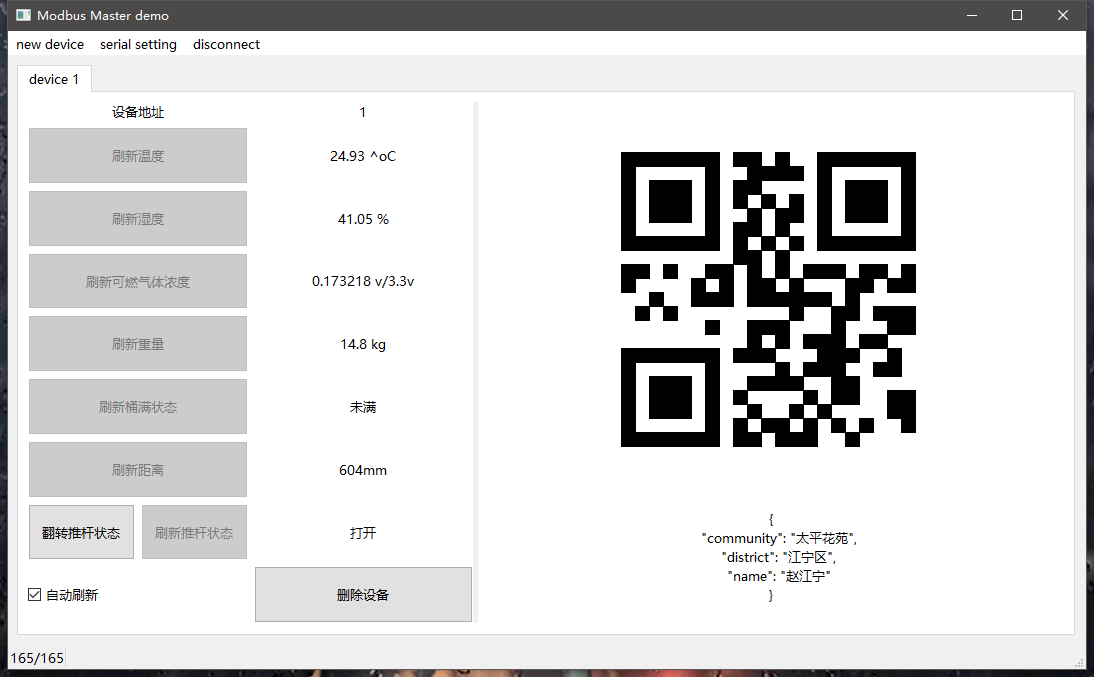 Modbus Master demo
new device serial setting disconnect
device 1
设备地址 1
刷新温度 24.93 ^oC
刷新湿度 41.05 %
刷新可燃气体浓度 0.173218 v/3.3v
刷新重量 14.8 kg
刷新桶满状态 未满
刷新距离 604mm
翻转推杆状态 刷新推杆状态 打开
自动刷新 删除设备
{
"community": "太平花苑",
"district": "江宁区",
"name": "赵江宁"
}
165/165